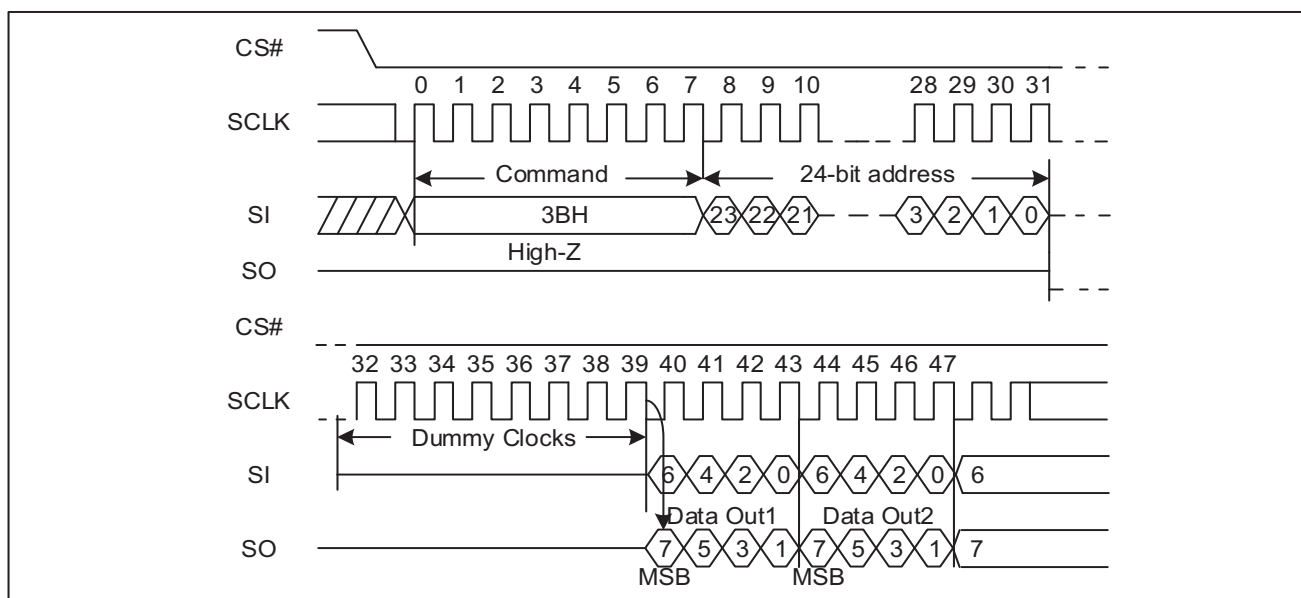 CS#
0 1 2 3 4 5 6 7 8 9 10 28 29 30 31
SCLK
Command 24-bit address
SI 3BH 23 22 21 3 2 1 0
High-Z
SO
CS#
32 33 34 35 36 37 38 39 40 41 42 43 44 45 46 47
SCLK
Dummy Clocks
SI 6 4 2 0 6 4 2 0 6
Data Out1 Data Out2
SO 7 5 3 1 7 5 3 1 7
MSB MSB